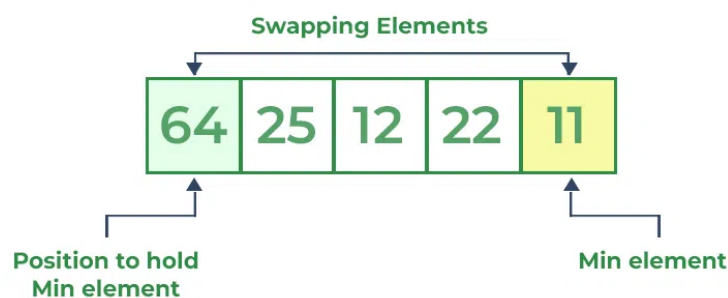 Swapping Elements
64 25 12 22 11
Position to hold
Min element
Min element